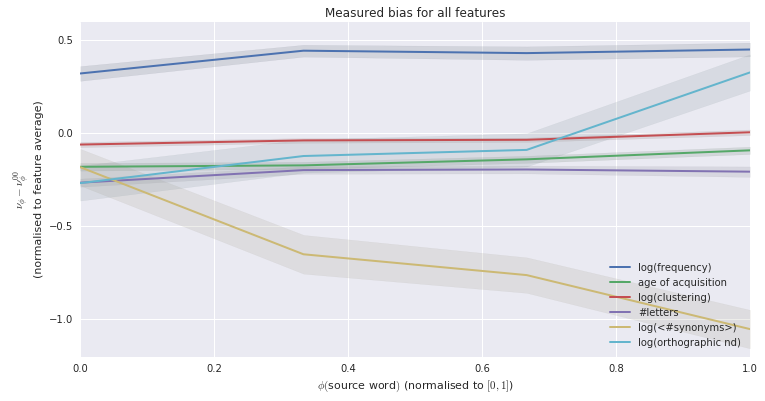 Measured bias for all features
0.5
0.0
−0.5
−1.0
ν_ϕ − ν_ϕ^00
(normalised to feature average)
log(frequency)
age of acquisition
log(clustering)
#letters
log(<#synonyms>)
log(orthographic nd)
0.0 0.2 0.4 0.6 0.8 1.0
ϕ(source word) (normalised to [0, 1])